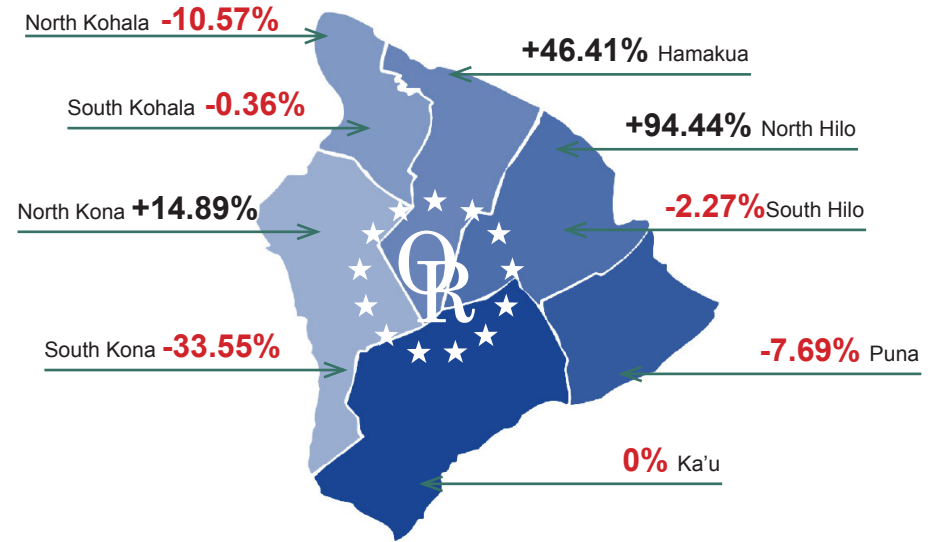 North Kohala -10.57%
+46.41% Hamakua
South Kohala -0.36%
+94.44% North Hilo
North Kona +14.89%
-2.27%South Hilo
OR
South Kona -33.55%
-7.69% Puna
0% Ka’u